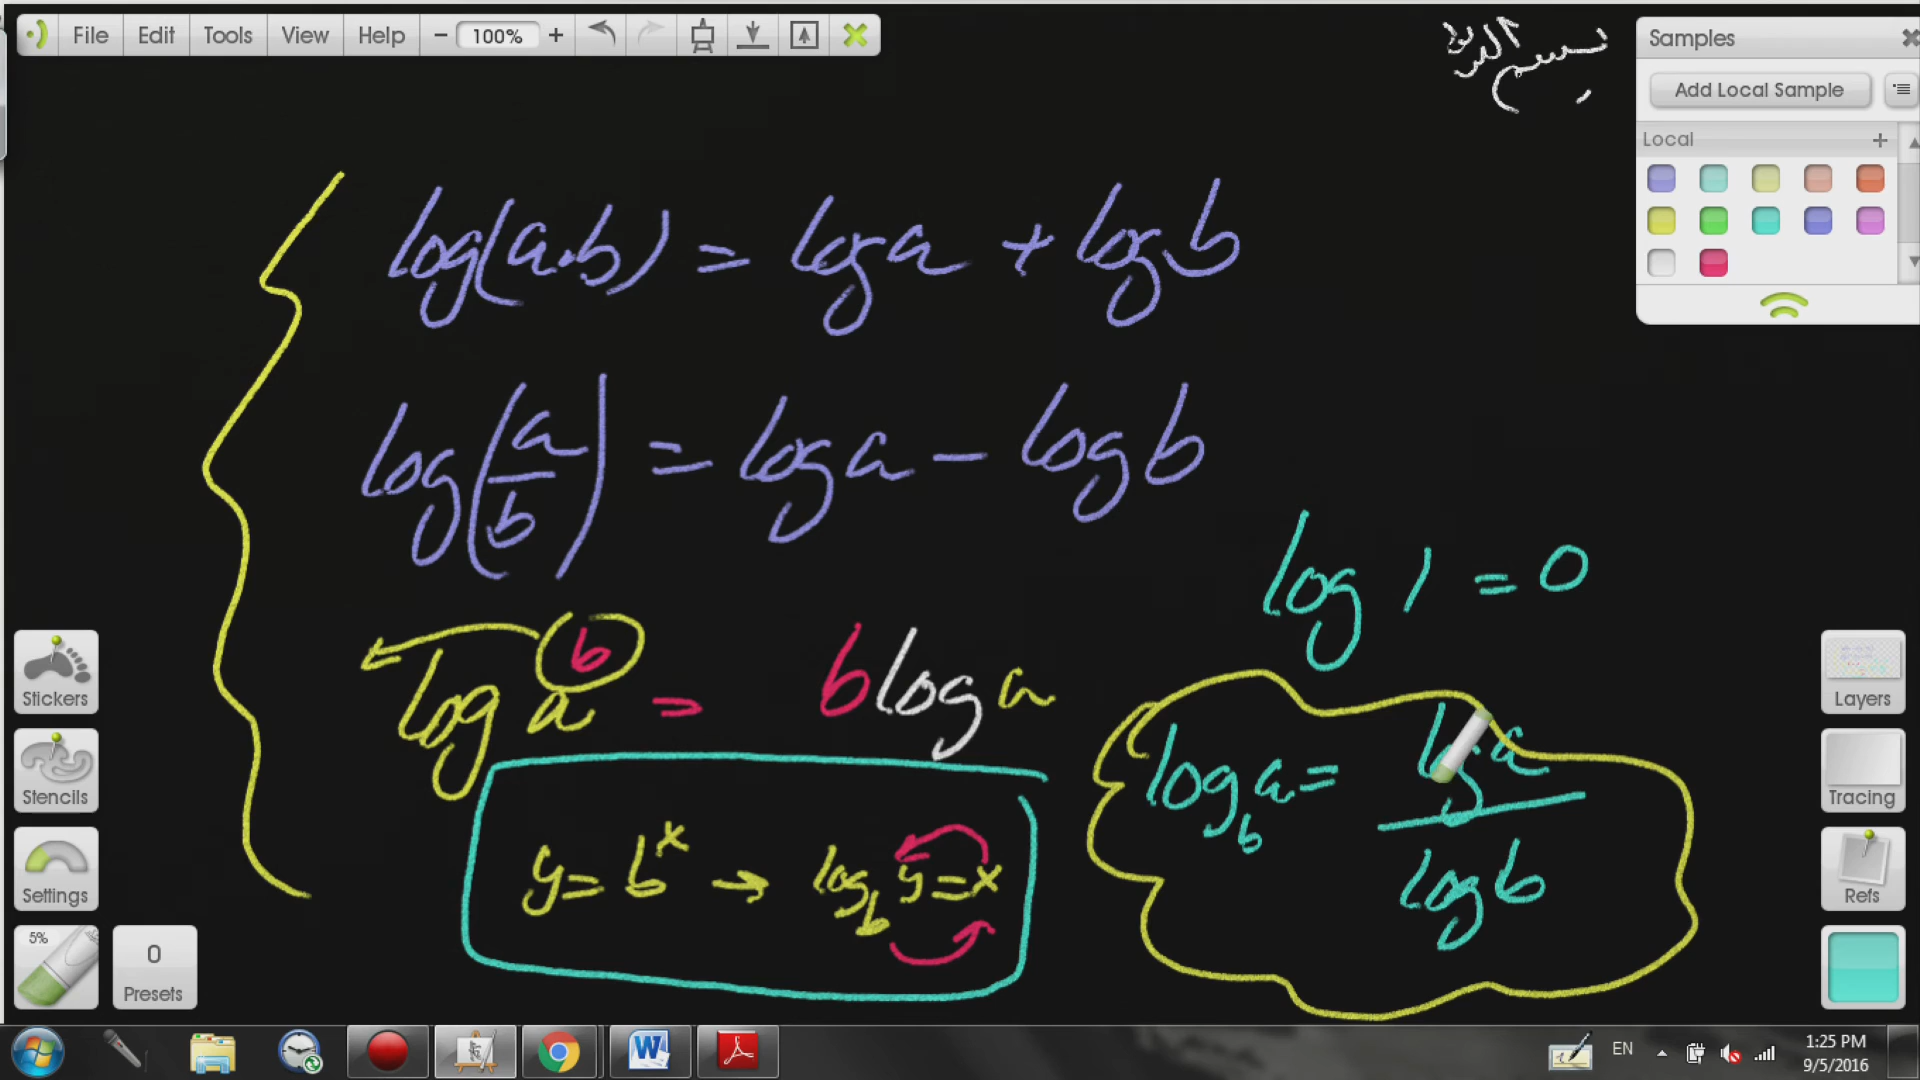 File Edit Tools View Help − 100% +
بسم الله
Samples
Add Local Sample
Local +
log(a.b) = log a + log b
log(a/b) = log a − log b
log 1 = 0
log a^b = b log a
log_b a = log a / log b
y = b^x → log_b y = x
Stickers
Stencils
Settings
5%
0
Presets
Layers
Tracing
Refs
EN
1:25 PM
9/5/2016